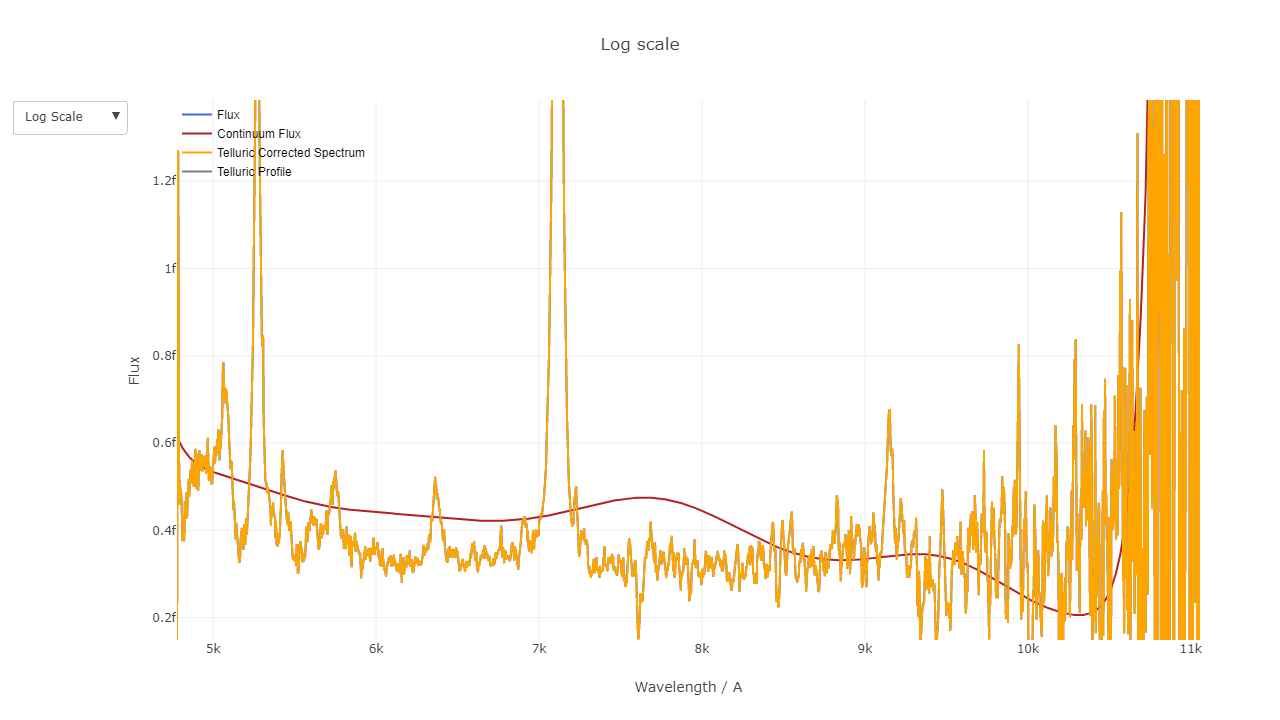 Log scale
Log Scale ▼
Flux
Continuum Flux
Telluric Corrected Spectrum
Telluric Profile
1.2f
1f
0.8f
0.6f
0.4f
0.2f
Flux
5k 6k 7k 8k 9k 10k 11k
Wavelength / A